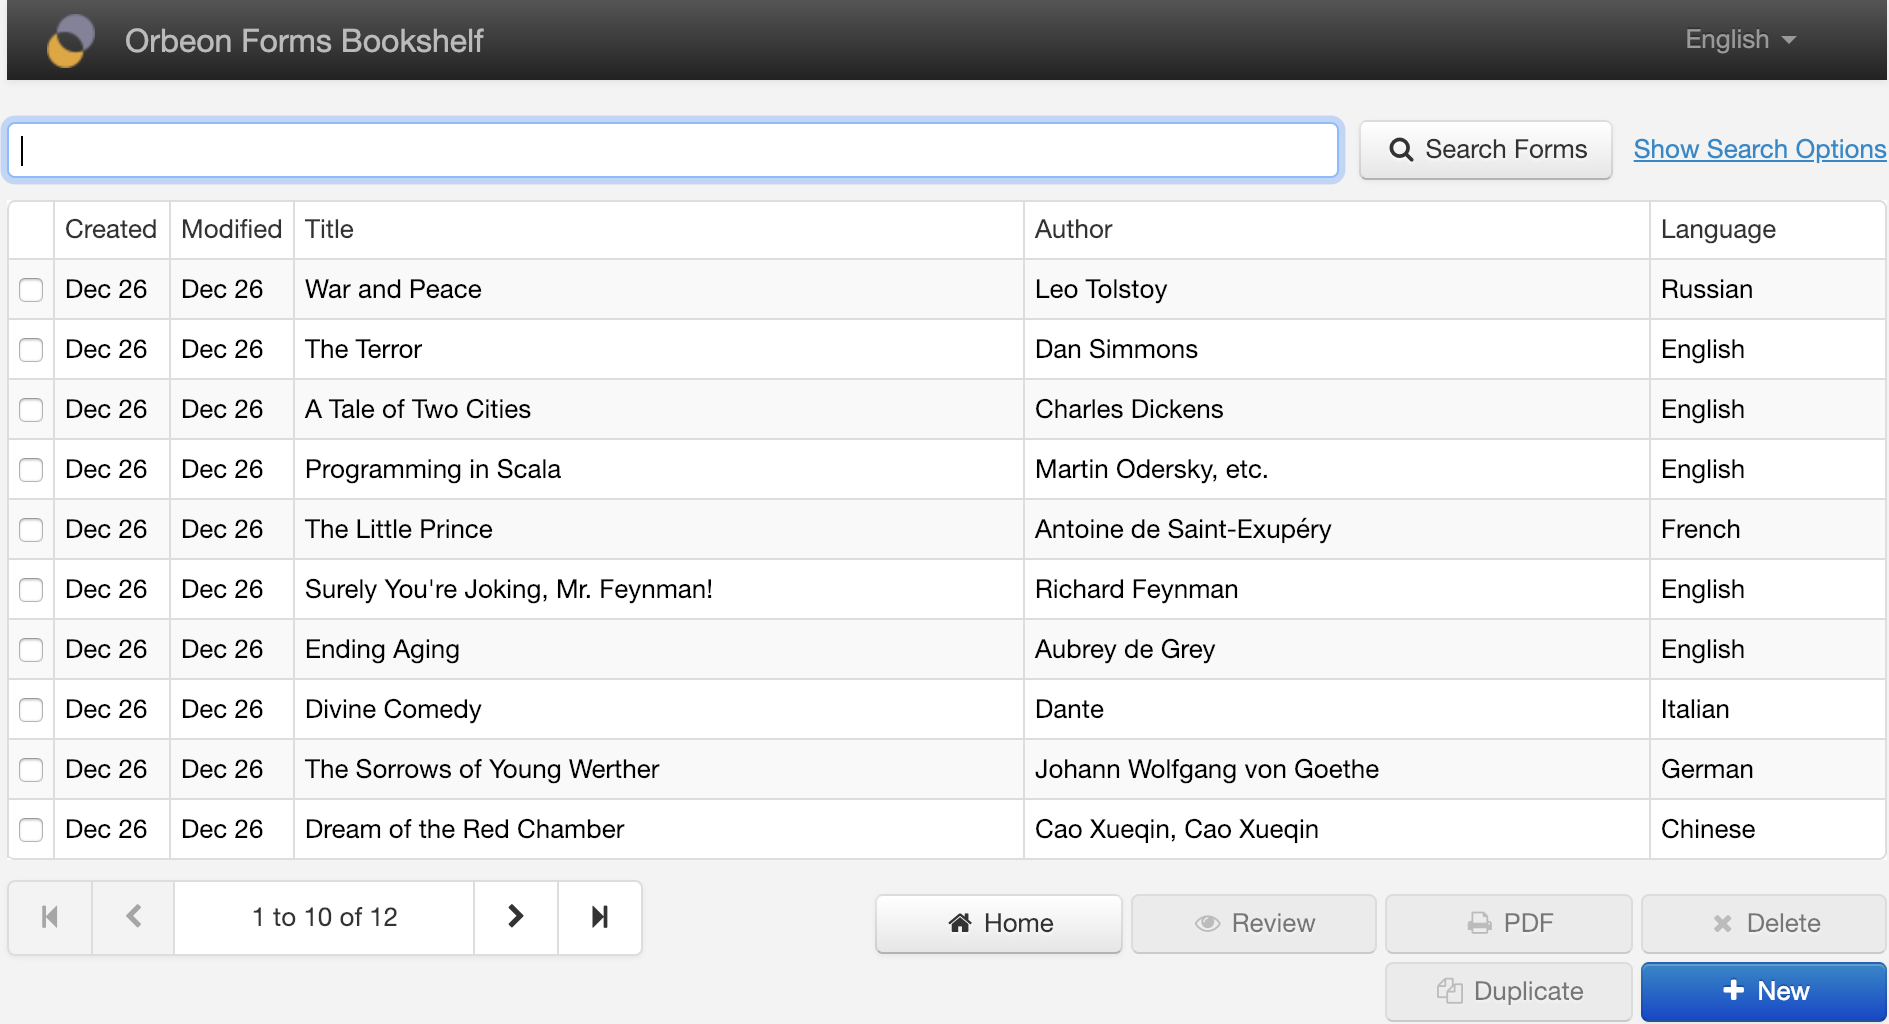 Orbeon Forms Bookshelf English
Search Forms Show Search Options
Created Modified Title Author Language
Dec 26 Dec 26 War and Peace Leo Tolstoy Russian
Dec 26 Dec 26 The Terror Dan Simmons English
Dec 26 Dec 26 A Tale of Two Cities Charles Dickens English
Dec 26 Dec 26 Programming in Scala Martin Odersky, etc. English
Dec 26 Dec 26 The Little Prince Antoine de Saint-Exupéry French
Dec 26 Dec 26 Surely You're Joking, Mr. Feynman! Richard Feynman English
Dec 26 Dec 26 Ending Aging Aubrey de Grey English
Dec 26 Dec 26 Divine Comedy Dante Italian
Dec 26 Dec 26 The Sorrows of Young Werther Johann Wolfgang von Goethe German
Dec 26 Dec 26 Dream of the Red Chamber Cao Xueqin, Cao Xueqin Chinese
1 to 10 of 12 Home Review PDF Delete
Duplicate New